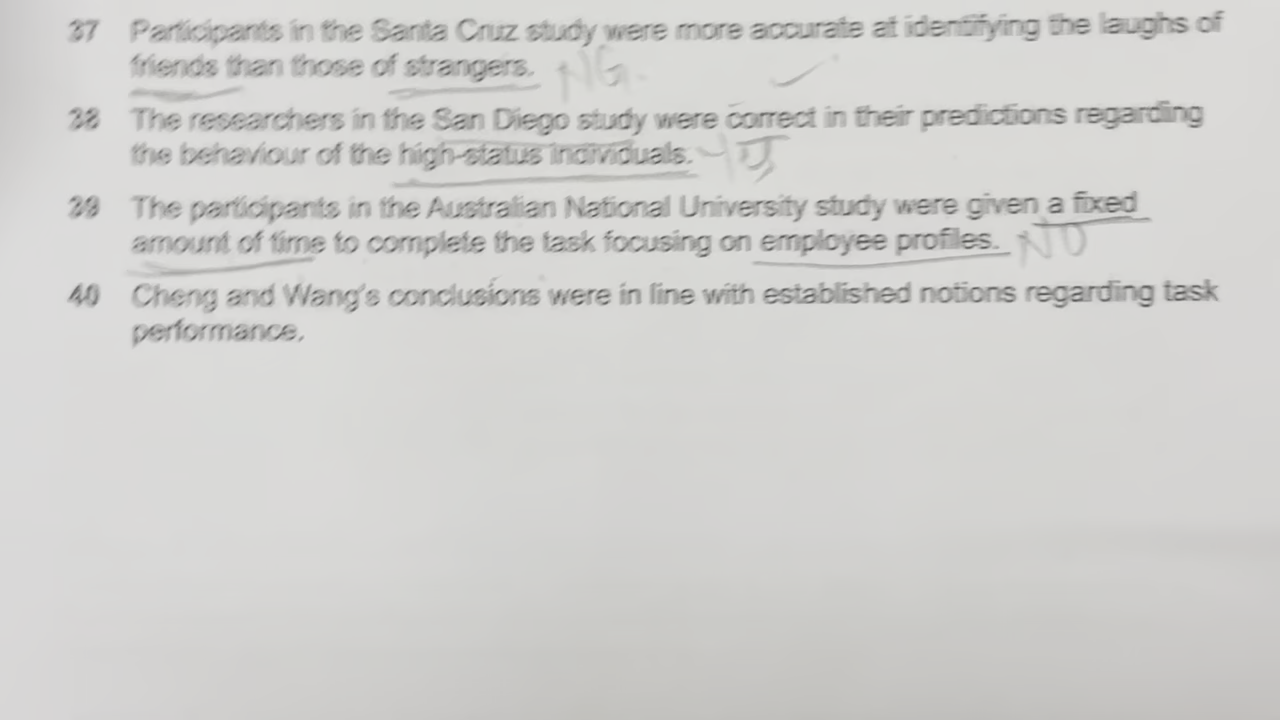 37 Participants in the Santa Cruz study were more accurate at identifying the laughs of
friends than those of strangers. NG.
38 The researchers in the San Diego study were correct in their predictions regarding
the behaviour of the high-status individuals.
39 The participants in the Australian National University study were given a fixed
amount of time to complete the task focusing on employee profiles. NO
40 Cheng and Wang's conclusions were in line with established notions regarding task
performance.